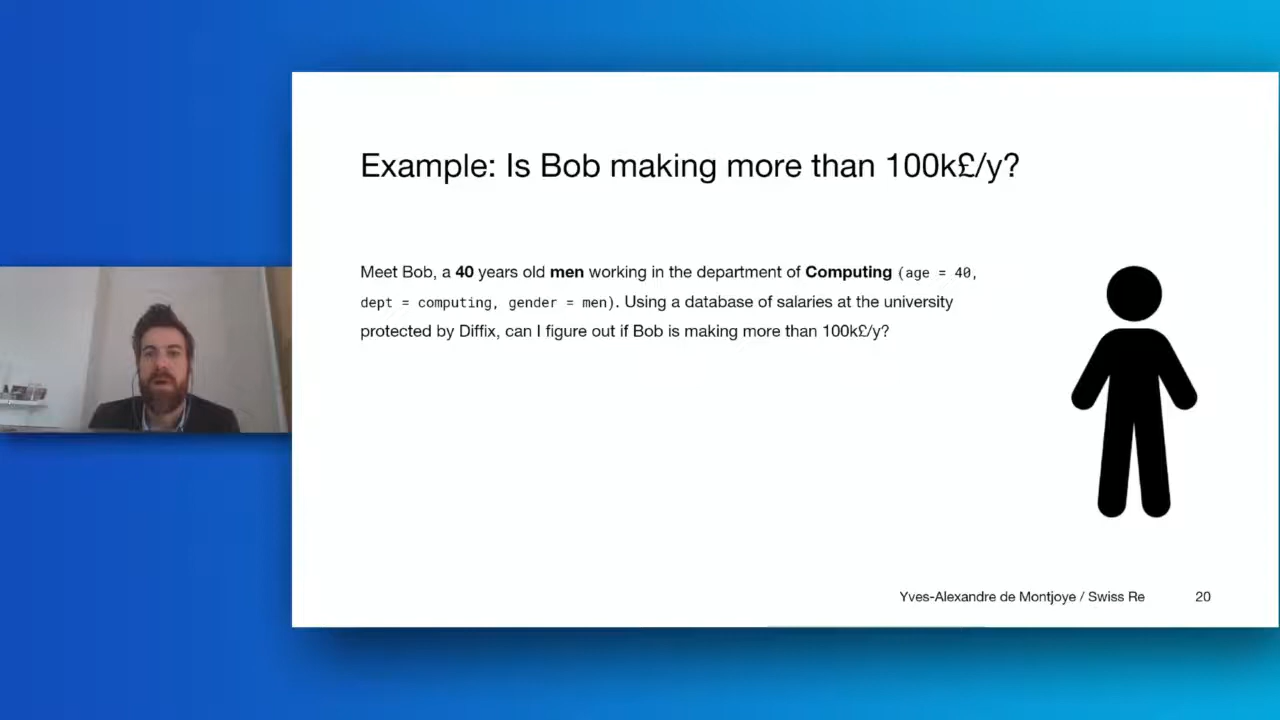 Example: Is Bob making more than 100k£/y?
Meet Bob, a 40 years old men working in the department of Computing (age = 40,
dept = computing, gender = men). Using a database of salaries at the university
protected by Diffix, can I figure out if Bob is making more than 100k£/y?
Yves-Alexandre de Montjoye / Swiss Re 20